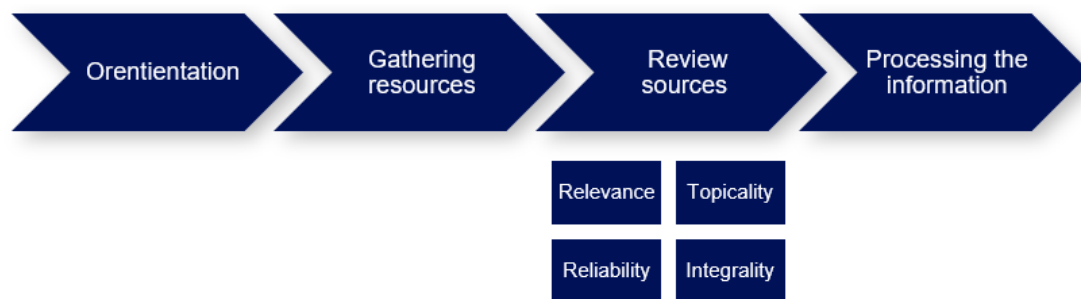 Orentientation
Gathering
resources
Review
sources
Processing the
information
Relevance
Topicality
Reliability
Integrality